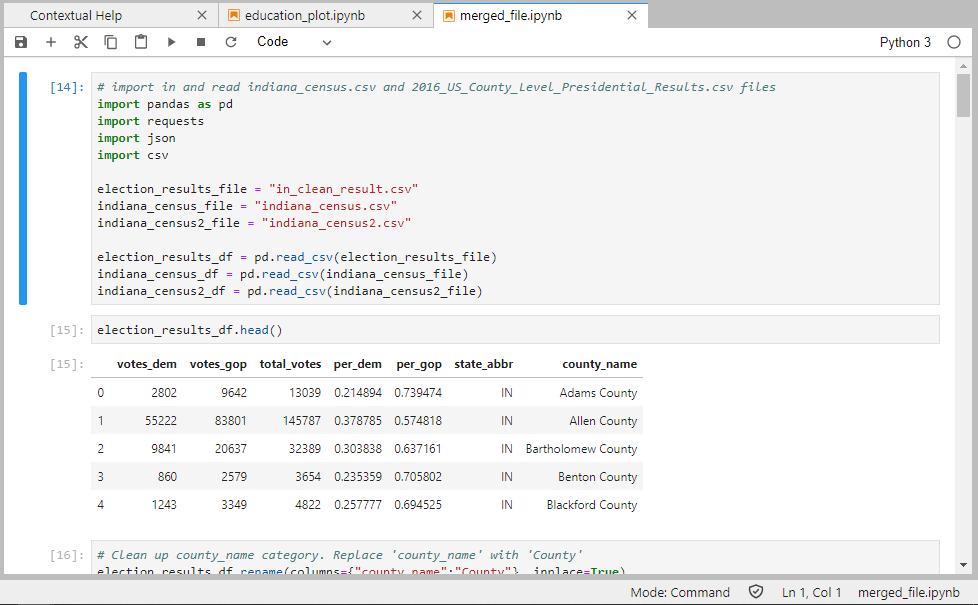 Contextual Help
education_plot.ipynb
merged_file.ipynb
Code
Python 3
[14]:
# import in and read indiana_census.csv and 2016_US_County_Level_Presidential_Results.csv files
import pandas as pd
import requests
import json
import csv
election_results_file = "in_clean_result.csv"
indiana_census_file = "indiana_census.csv"
indiana_census2_file = "indiana_census2.csv"
election_results_df = pd.read_csv(election_results_file)
indiana_census_df = pd.read_csv(indiana_census_file)
indiana_census2_df = pd.read_csv(indiana_census2_file)
[15]: election_results_df.head()
[15]: votes_dem votes_gop total_votes per_dem per_gop state_abbr county_name
0 2802 9642 13039 0.214894 0.739474 IN Adams County
1 55222 83801 145787 0.378785 0.574818 IN Allen County
2 9841 20637 32389 0.303838 0.637161 IN Bartholomew County
3 860 2579 3654 0.235359 0.705802 IN Benton County
4 1243 3349 4822 0.257777 0.694525 IN Blackford County
[16]: # Clean up county_name category. Replace 'county_name' with 'County'
election_results_df.rename(columns={"county_name":"County"}, inplace=True)
Mode: Command
Ln 1, Col 1
merged_file.ipynb